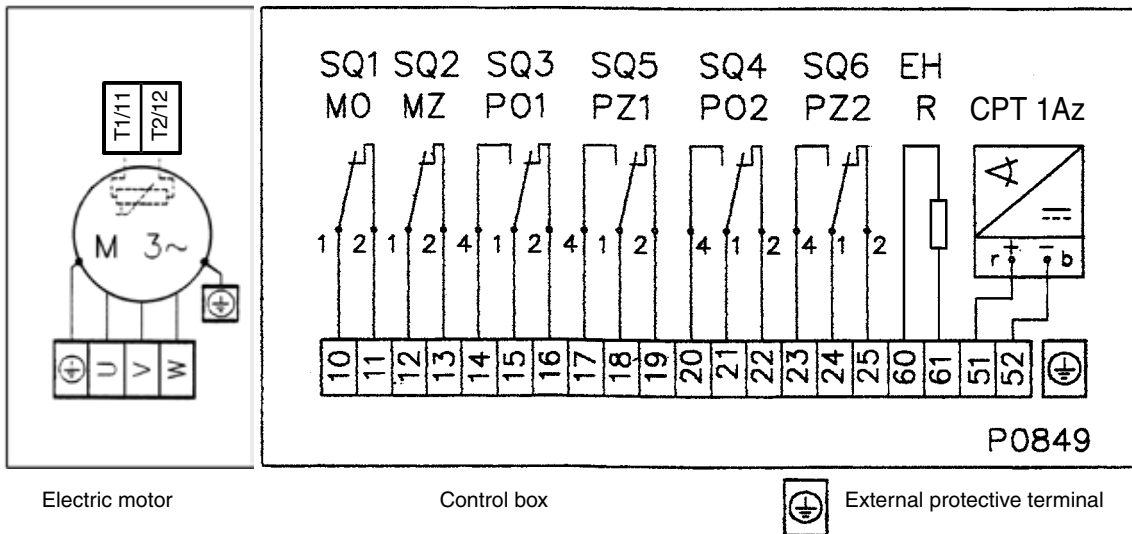 SQ1 SQ2 SQ3 SQ5 SQ4 SQ6 EH
MO MZ PO1 PZ1 PO2 PZ2 R CPT 1Az
T1/11 T2/12
M 3~
1 2 1 2 4 1 2 4 1 2 4 1 2 4 1 2
r + − b
U V W
10 11 12 13 14 15 16 17 18 19 20 21 22 23 24 25 60 61 51 52
P0849
Electric motor
Control box
External protective terminal